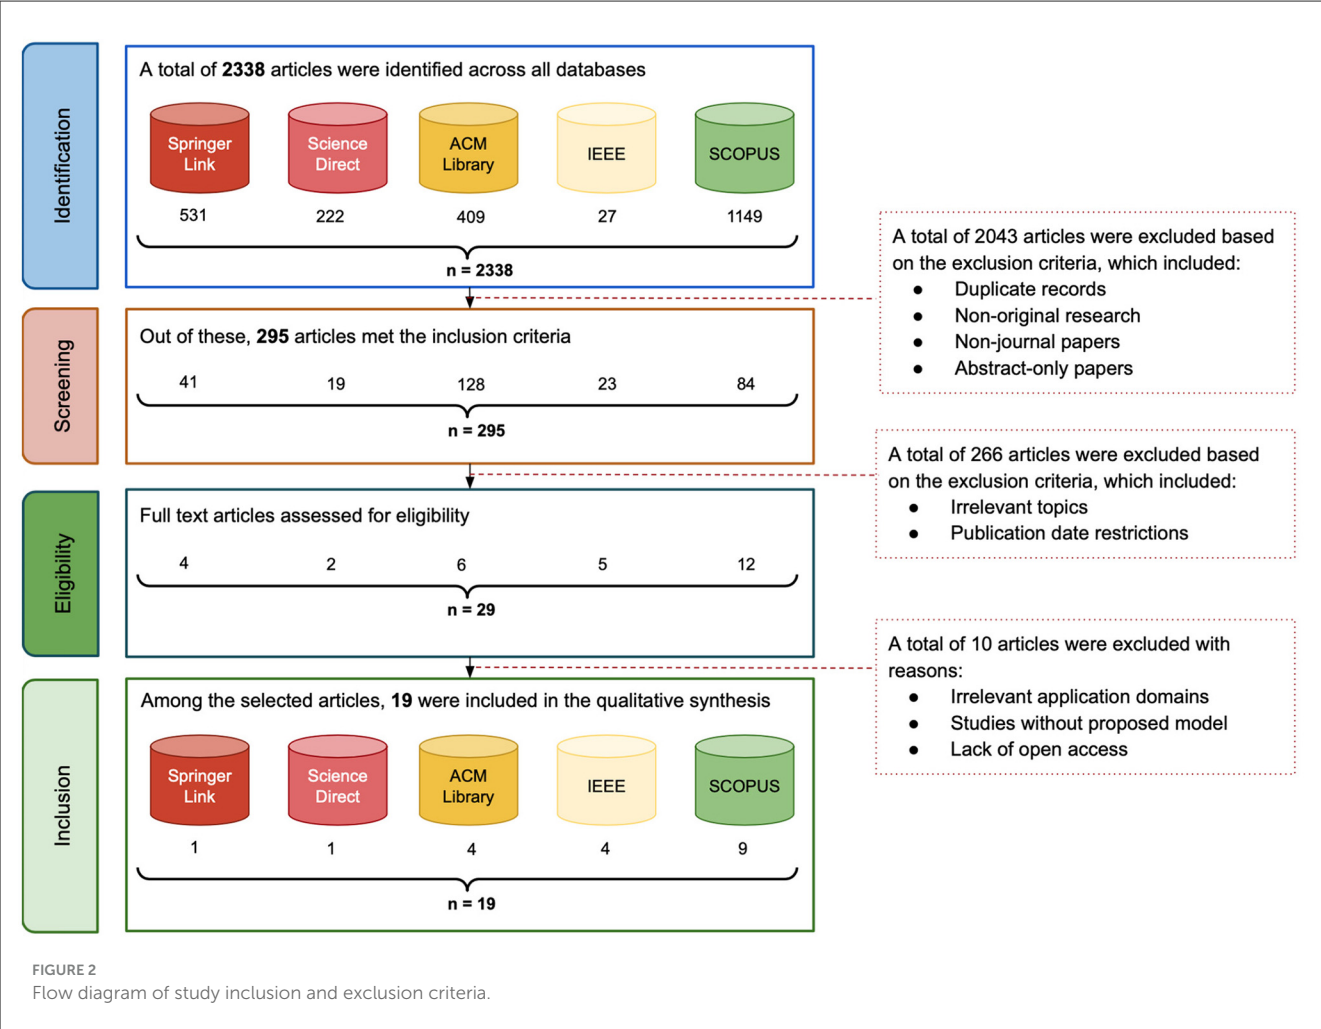 Identification
A total of 2338 articles were identified across all databases
Springer
Link
Science
Direct
ACM
Library
IEEE
SCOPUS
531
222
409
27
1149
n = 2338
A total of 2043 articles were excluded based
on the exclusion criteria, which included:
● Duplicate records
● Non-original research
● Non-journal papers
● Abstract-only papers
Screening
Out of these, 295 articles met the inclusion criteria
41
19
128
23
84
n = 295
A total of 266 articles were excluded based
on the exclusion criteria, which included:
● Irrelevant topics
● Publication date restrictions
Eligibility
Full text articles assessed for eligibility
4
2
6
5
12
n = 29
A total of 10 articles were excluded with
reasons:
● Irrelevant application domains
● Studies without proposed model
● Lack of open access
Inclusion
Among the selected articles, 19 were included in the qualitative synthesis
Springer
Link
Science
Direct
ACM
Library
IEEE
SCOPUS
1
1
4
4
9
n = 19
FIGURE 2
Flow diagram of study inclusion and exclusion criteria.